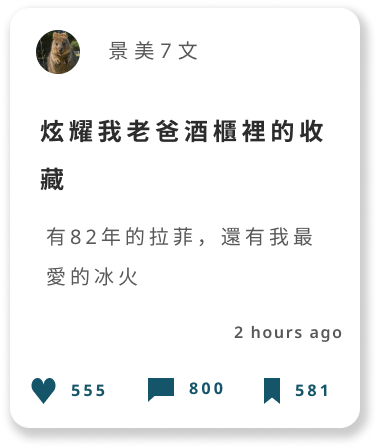 景美7文
炫耀我老爸酒櫃裡的收
藏
有82年的拉菲，還有我最
愛的冰火
2 hours ago
555
800
581